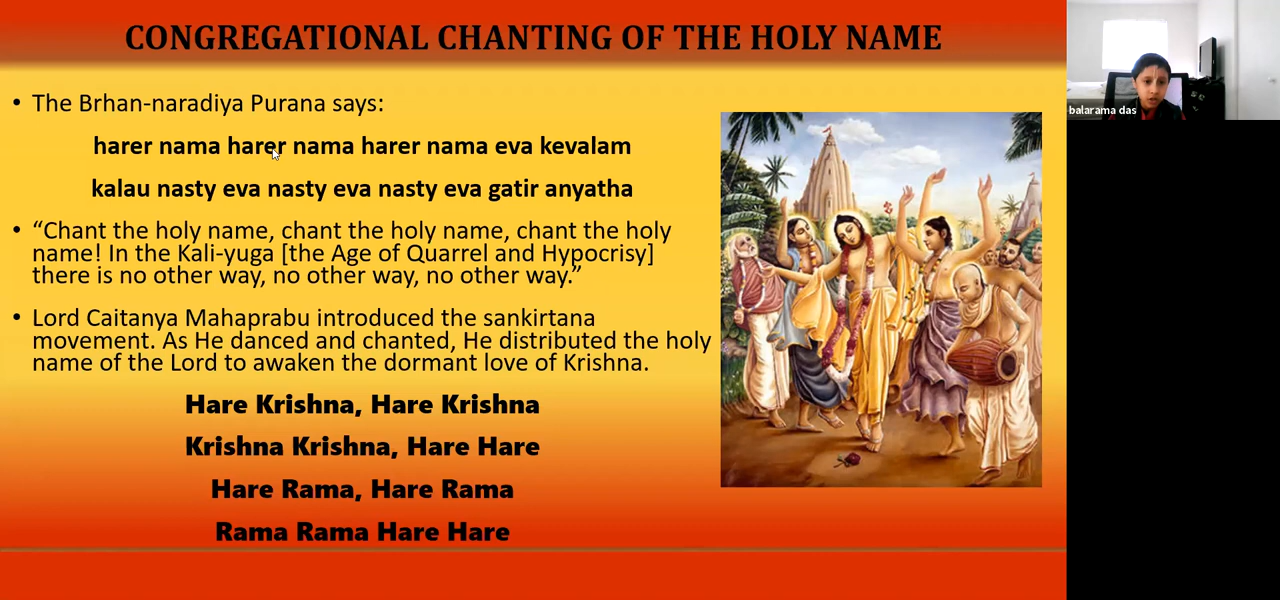 CONGREGATIONAL CHANTING OF THE HOLY NAME
• The Brhan-naradiya Purana says:
harer nama harer nama harer nama eva kevalam
kalau nasty eva nasty eva nasty eva gatir anyatha
• “Chant the holy name, chant the holy name, chant the holy
name! In the Kali-yuga [the Age of Quarrel and Hypocrisy]
there is no other way, no other way, no other way.”
• Lord Caitanya Mahaprabu introduced the sankirtana
movement. As He danced and chanted, He distributed the holy
name of the Lord to awaken the dormant love of Krishna.
Hare Krishna, Hare Krishna
Krishna Krishna, Hare Hare
Hare Rama, Hare Rama
Rama Rama Hare Hare
balarama das